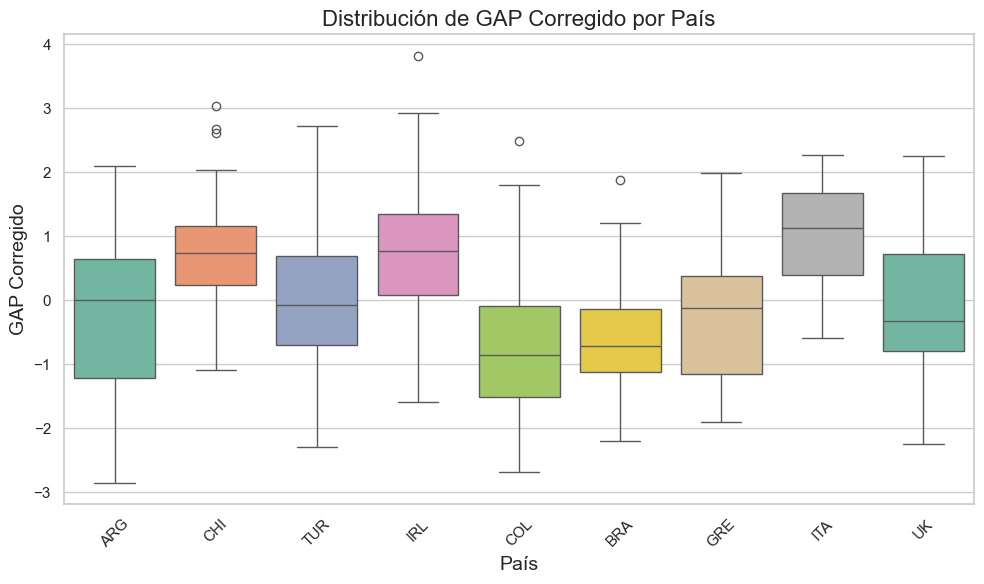 Distribución de GAP Corregido por País
GAP Corregido
4
3
2
1
0
−1
−2
−3
ARG
CHI
TUR
IRL
COL
BRA
GRE
ITA
UK
País